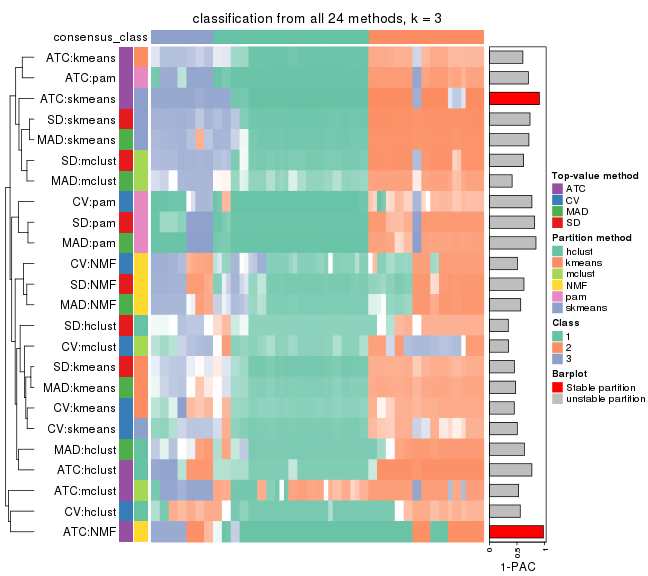 classification from all 24 methods, k = 3
consensus_class
ATC:kmeans
ATC:pam
ATC:skmeans
SD:skmeans
MAD:skmeans
SD:mclust
MAD:mclust
CV:pam
SD:pam
MAD:pam
CV:NMF
SD:NMF
MAD:NMF
SD:hclust
CV:mclust
SD:kmeans
MAD:kmeans
CV:kmeans
CV:skmeans
MAD:hclust
ATC:hclust
ATC:mclust
CV:hclust
ATC:NMF
0 0.5 1
1-PAC
Top-value method
ATC
CV
MAD
SD
Partition method
hclust
kmeans
mclust
NMF
pam
skmeans
Class
1
2
3
Barplot
Stable partition
unstable partition